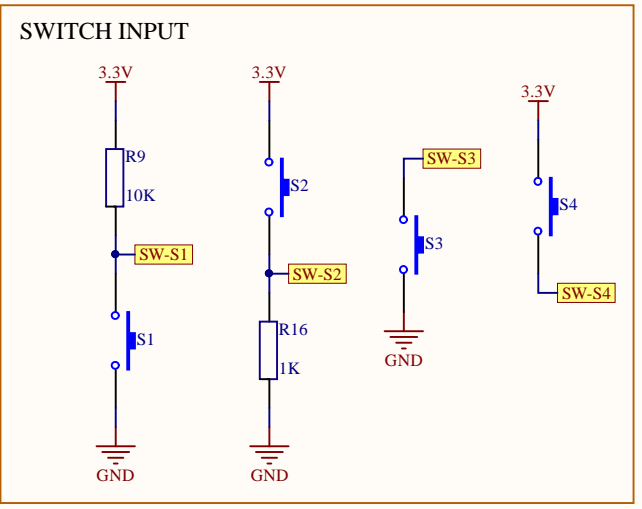 SWITCH INPUT
3.3V
R9
10K
SW-S1
S1
GND
3.3V
S2
SW-S2
R16
1K
GND
SW-S3
S3
GND
3.3V
S4
SW-S4